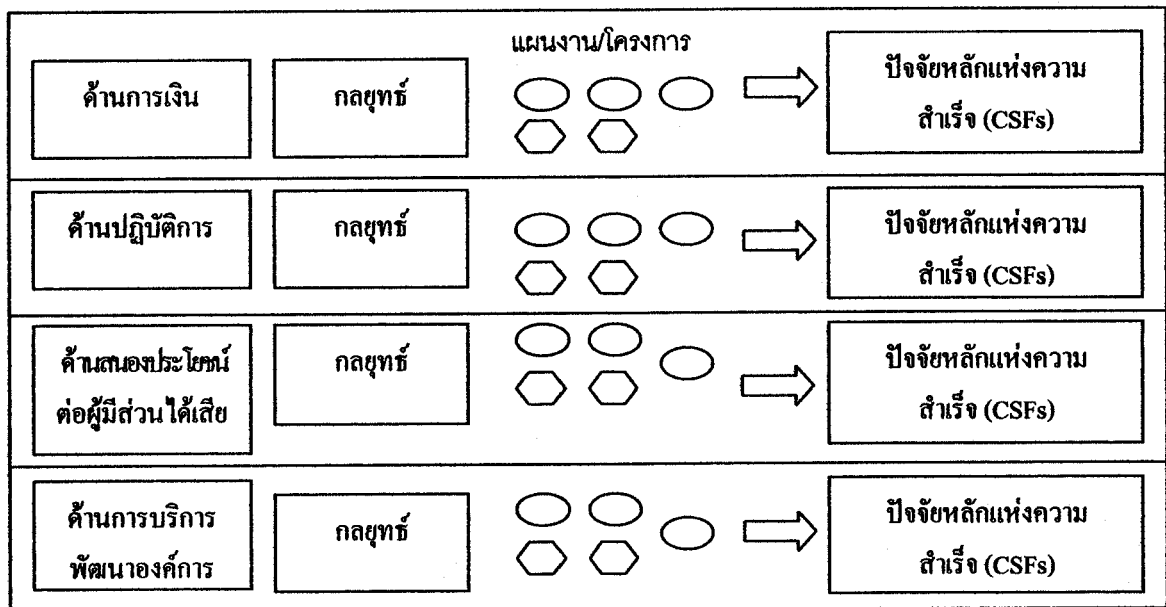 แผนงาน/โครงการ
ด้านการเงิน
กลยุทธ์
ปัจจัยหลักแห่งความ
สำเร็จ (CSFs)
ด้านปฏิบัติการ
กลยุทธ์
ปัจจัยหลักแห่งความ
สำเร็จ (CSFs)
ด้านสนองประโยชน์
ต่อผู้มีส่วนได้เสีย
กลยุทธ์
ปัจจัยหลักแห่งความ
สำเร็จ (CSFs)
ด้านการบริการ
พัฒนาองค์การ
กลยุทธ์
ปัจจัยหลักแห่งความ
สำเร็จ (CSFs)